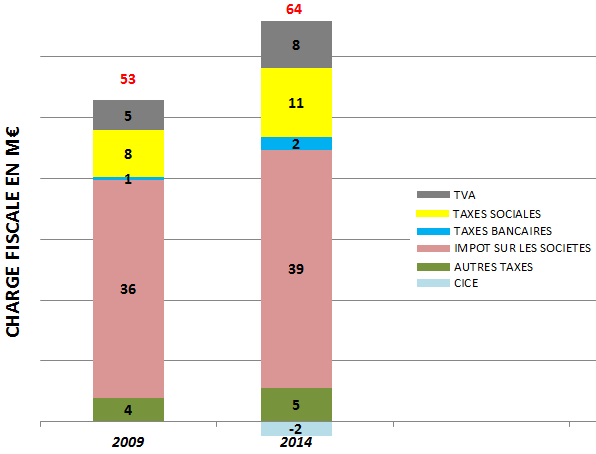 64
53
8
5
11
8
2
1
39
36
5
4
-2
2009
2014
CHARGE FISCALE EN M€
TVA
TAXES SOCIALES
TAXES BANCAIRES
IMPOT SUR LES SOCIETES
AUTRES TAXES
CICE